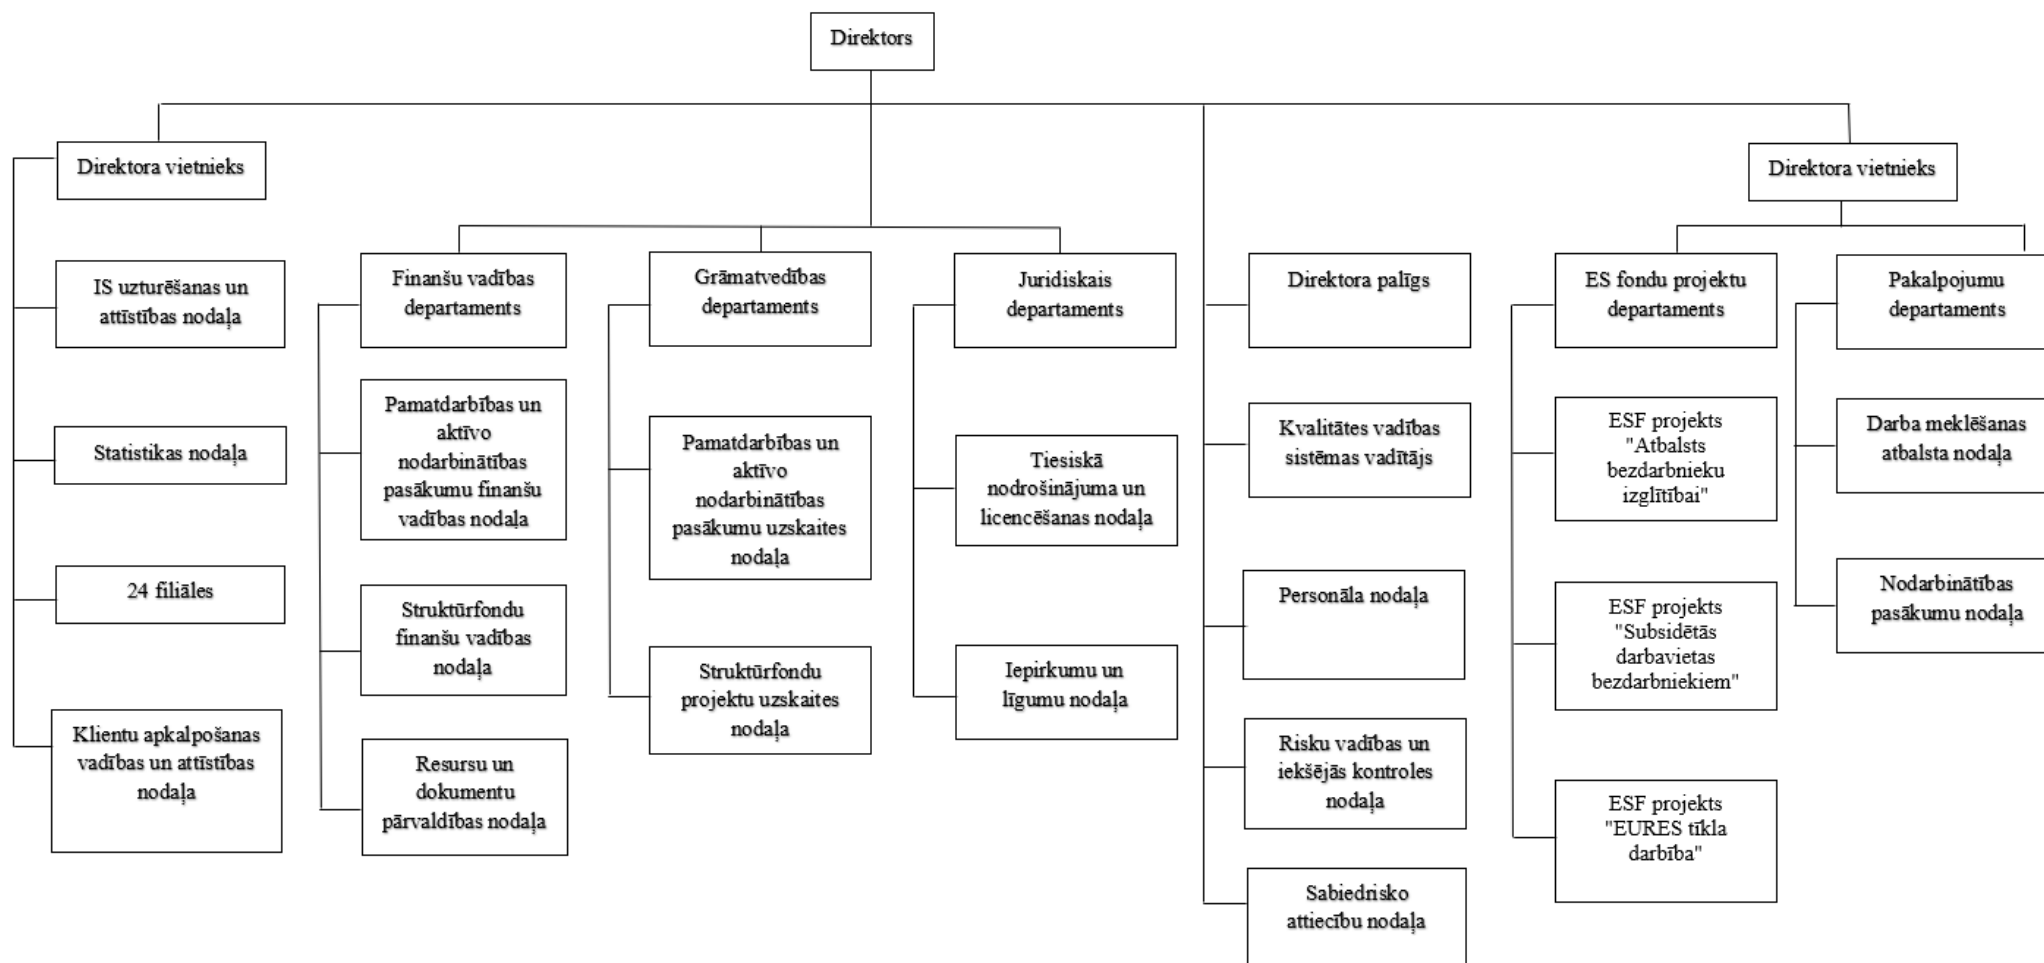 Direktors
Direktora vietnieks
Direktora vietnieks
IS uzturēšanas un
attīstības nodaļa
Statistikas nodaļa
24 filiāles
Klientu apkalpošanas
vadības un attīstības
nodaļa
Finanšu vadības
departaments
Pamatdarbības un
aktīvo
nodarbinātības
pasākumu finanšu
vadības nodaļa
Struktūrfondu
finanšu vadības
nodaļa
Resursu un
dokumentu
pārvaldības nodaļa
Grāmatvedības
departaments
Pamatdarbības un
aktīvo
nodarbinātības
pasākumu uzskaites
nodaļa
Struktūrfondu
projektu uzskaites
nodaļa
Juridiskais
departaments
Tiesiskā
nodrošinājuma un
licencēšanas nodaļa
Iepirkumu un
līgumu nodaļa
Direktora palīgs
Kvalitātes vadības
sistēmas vadītājs
Personāla nodaļa
Risku vadības un
iekšējās kontroles
nodaļa
Sabiedrisko
attiecību nodaļa
ES fondu projektu
departaments
ESF projekts
"Atbalsts
bezdarbnieku
izglītībai"
ESF projekts
"Subsidētās
darbavietas
bezdarbniekiem"
ESF projekts
"EURES tīkla
darbība"
Pakalpojumu
departaments
Darba meklēšanas
atbalsta nodaļa
Nodarbinātības
pasākumu nodaļa